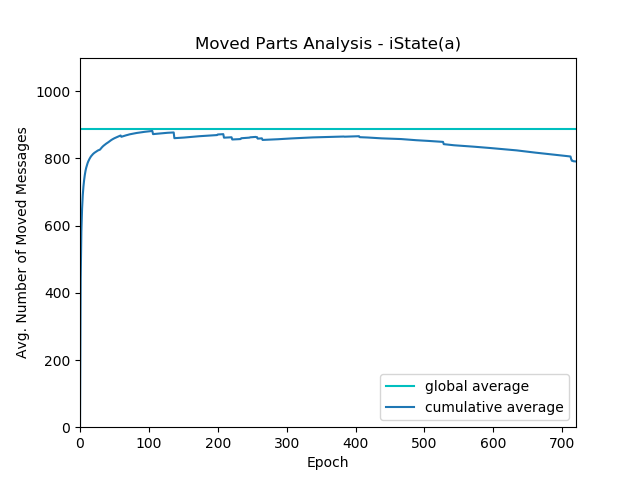 Moved Parts Analysis - iState(a)
Avg. Number of Moved Messages
1000
800
600
400
200
0
0 100 200 300 400 500 600 700
Epoch
global average
cumulative average